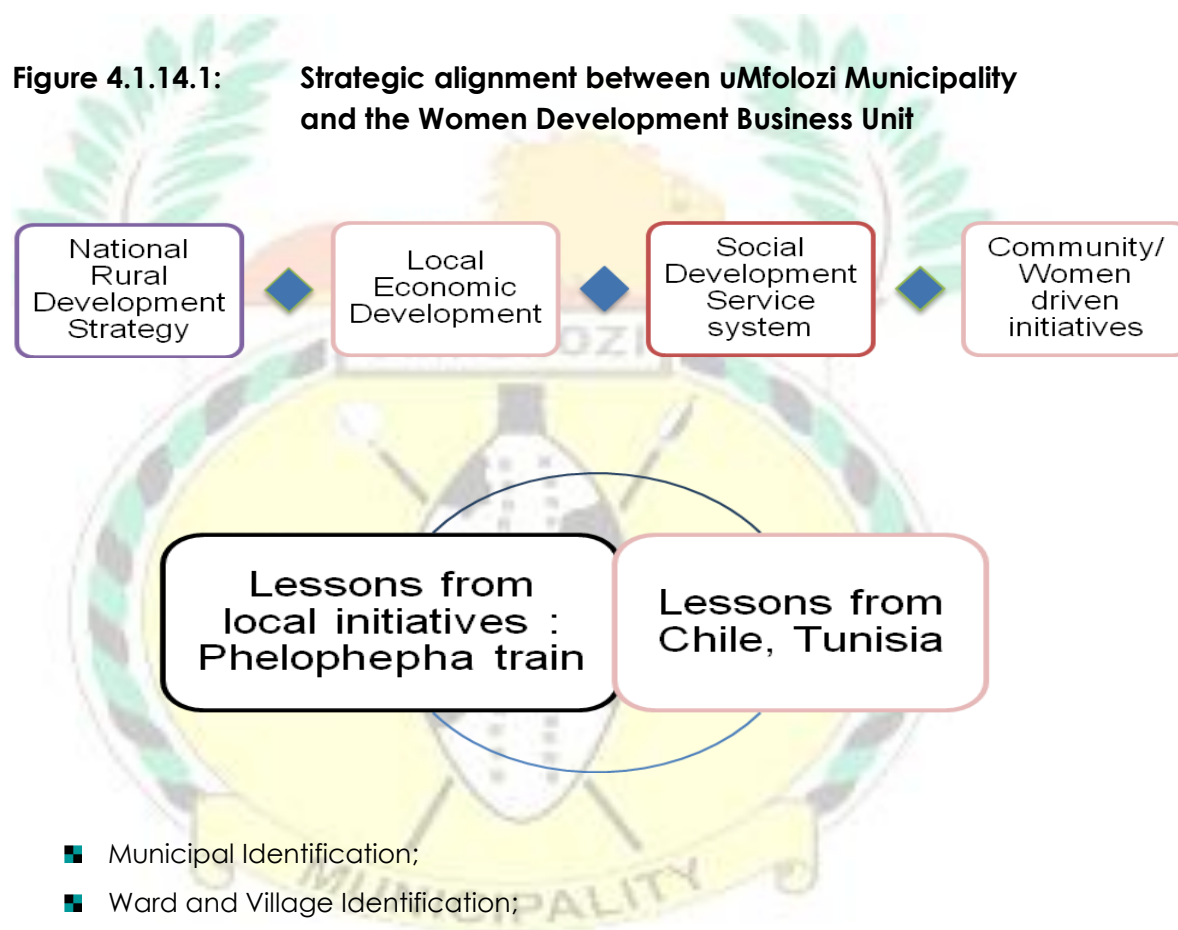 Figure 4.1.14.1: Strategic alignment between uMfolozi Municipality
and the Women Development Business Unit
National
Rural
Development
Strategy
Local
Economic
Development
Social
Development
Service
system
Community/
Women
driven
initiatives
OZI
Lessons from
local initiatives :
Phelophepha train
Lessons from
Chile, Tunisia
Municipal Identification;
Ward and Village Identification;
MUNICIPALITY